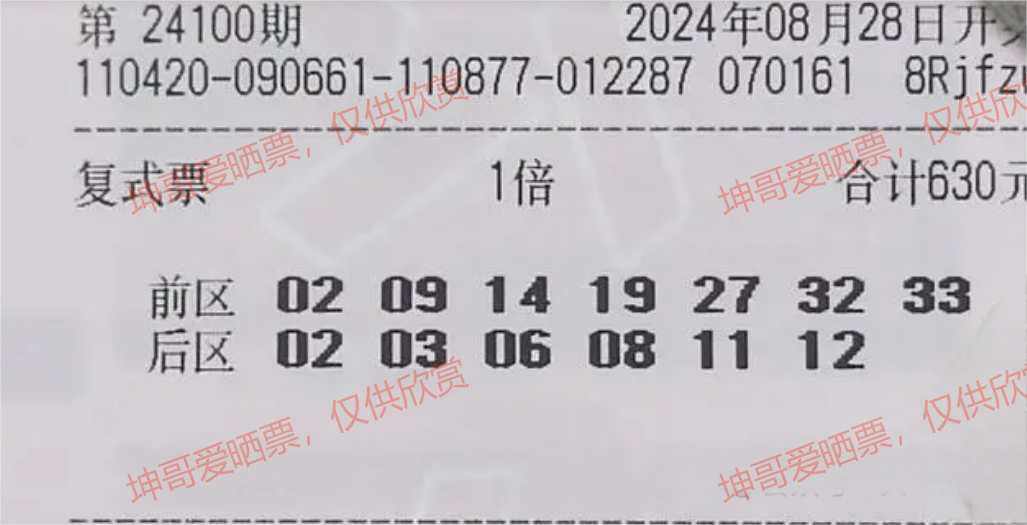 第 24100期 2024年08月28日开
110420-090661-110877-012287 070161 8Rjfz
坤哥爱晒票，仅供欣赏
坤哥爱晒票，仅供欣
复式票 1倍 合计630元
前区 02 09 14 19 27 32 33
后区 02 03 06 08 11 12
坤哥爱晒票，仅供欣赏
坤哥爱晒票，仅供欣赏